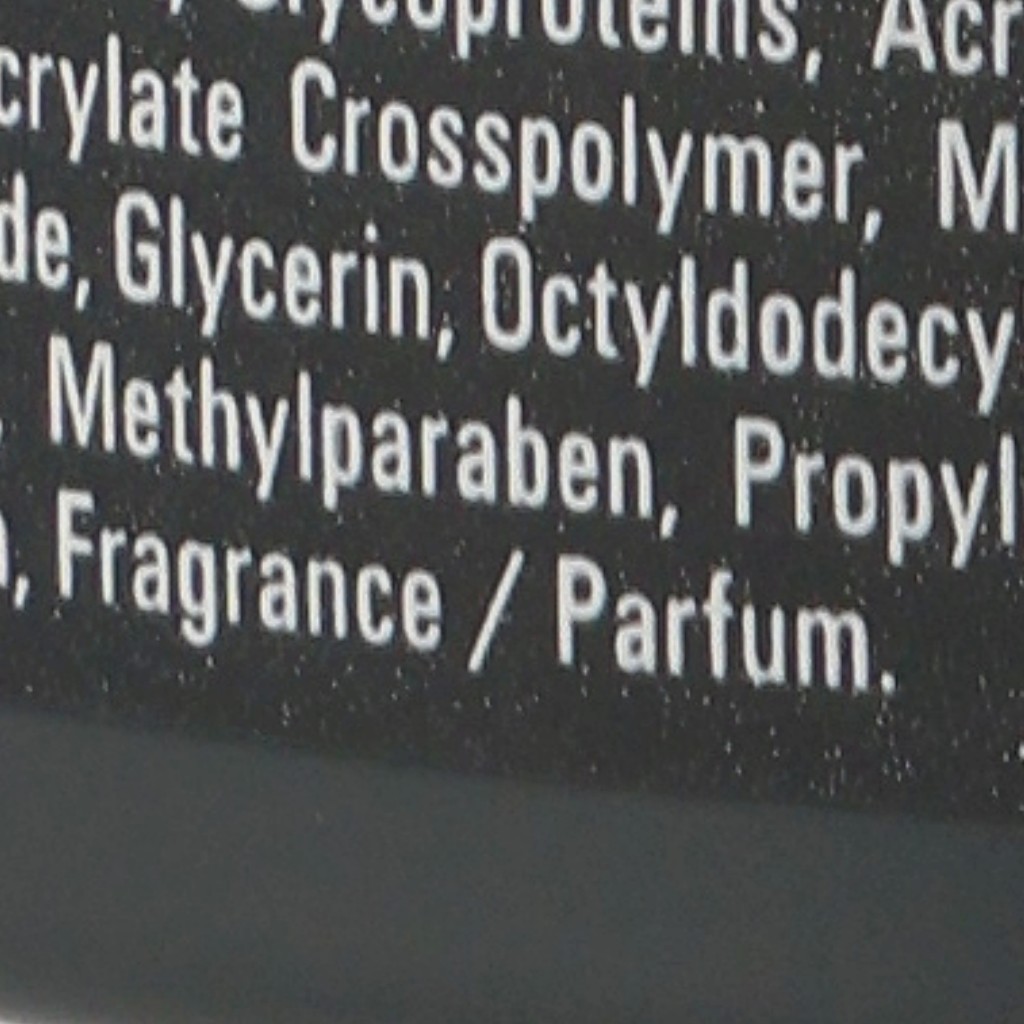 Glycoproteins, Acr
crylate Crosspolymer, M
de, Glycerin, Octyldodecy
Methylparaben, Propyl
, Fragrance / Parfum.